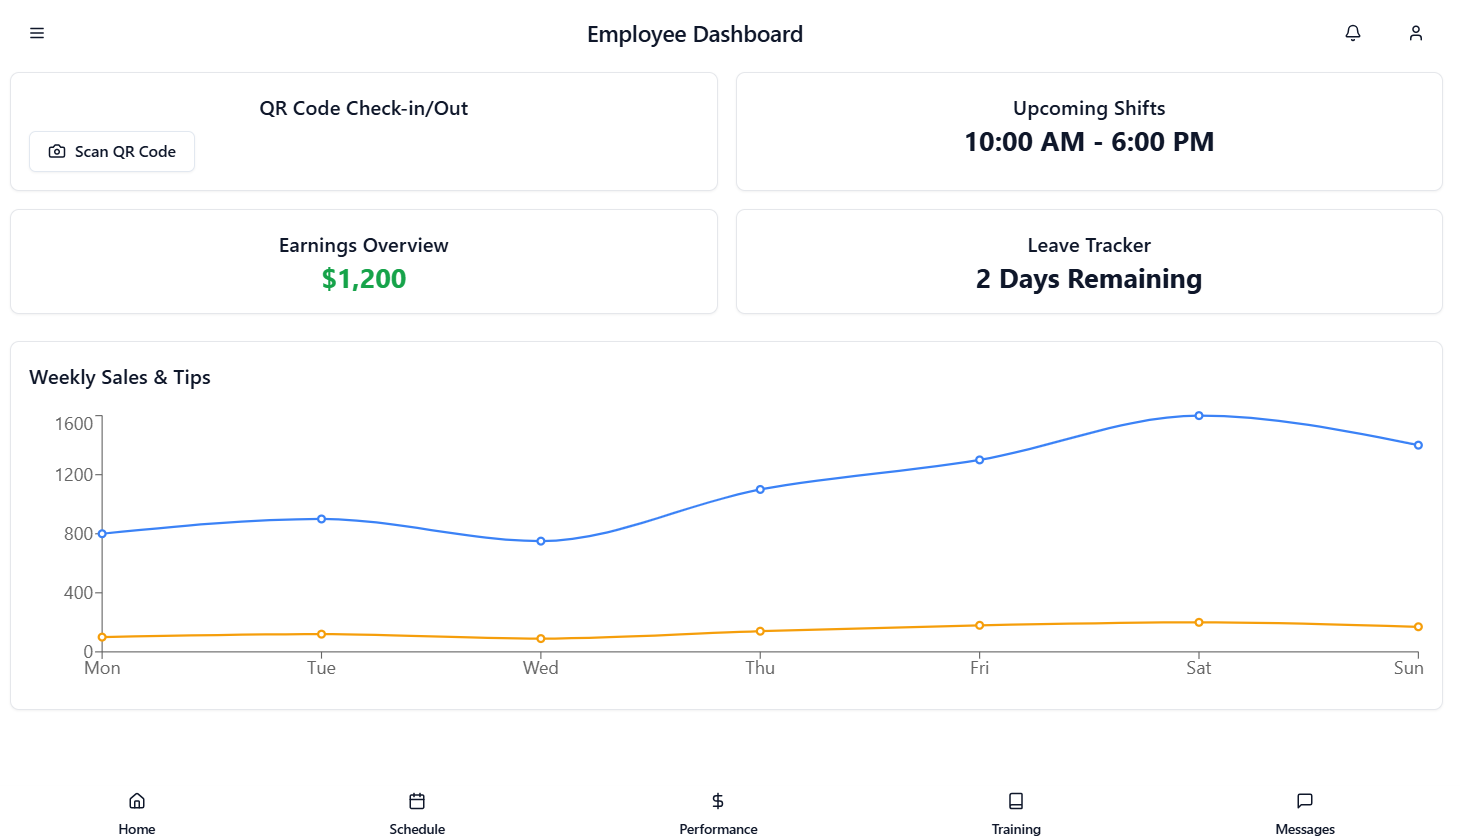 Employee Dashboard
QR Code Check-in/Out
Scan QR Code
Upcoming Shifts
10:00 AM - 6:00 PM
Earnings Overview
$1,200
Leave Tracker
2 Days Remaining
Weekly Sales & Tips
1600
1200
800
400
0
Mon Tue Wed Thu Fri Sat Sun
Home Schedule Performance Training Messages